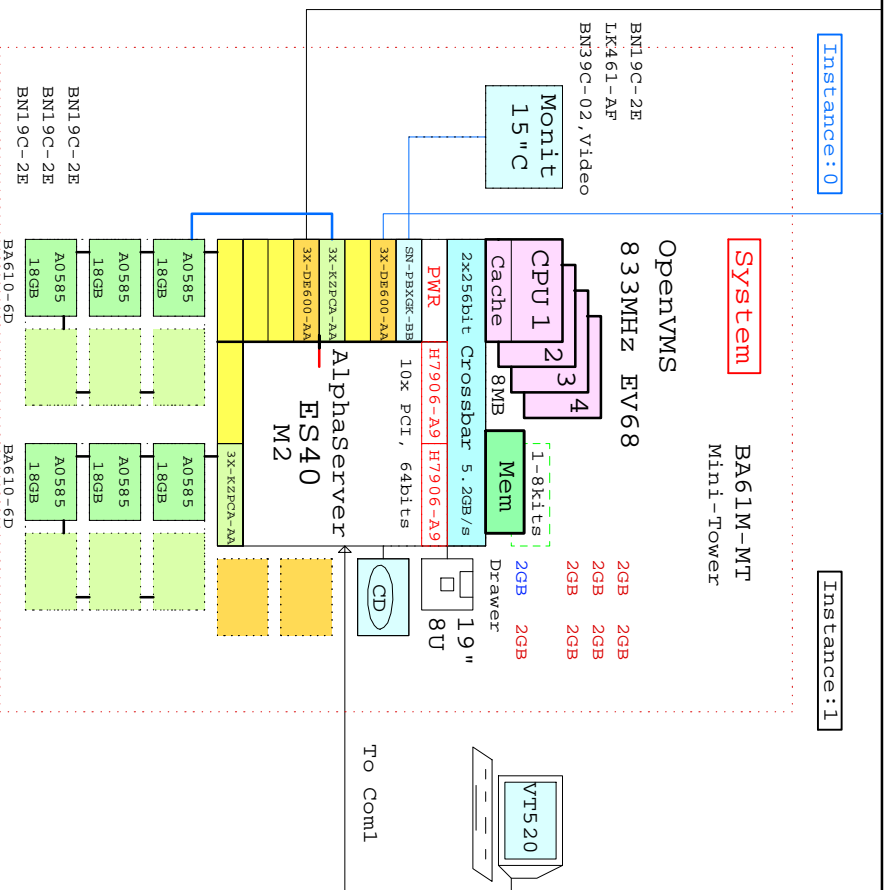 Instance:0
Instance:1
System
BA61M-MT
Mini-Tower
OpenVMS
833MHz EV68
BN19C-2E
LK461-AF
BN39C-02,Video
2GB 2GB
2GB 2GB
2GB 2GB
2GB 2GB
Drawer
CPU 1
2
3
4
Cache
8MB
1-8kits
Mem
Monit
15"C
2x256bit Crossbar 5.2GB/s
PWR
H7906-A9
H7906-A9
19"
8U
SN-PBXGK-BB
10x PCI, 64bits
3X-DE600-AA
CD
3X-KZPCA-AA
3X-DE600-AA
AlphaServer
ES40
M2
3X-KZPCA-AA
To Com1
VT520
A0585
18GB
A0585
18GB
A0585
18GB
A0585
18GB
A0585
18GB
A0585
18GB
BN19C-2E
BN19C-2E
BN19C-2E
BA610-6D
BA610-6D